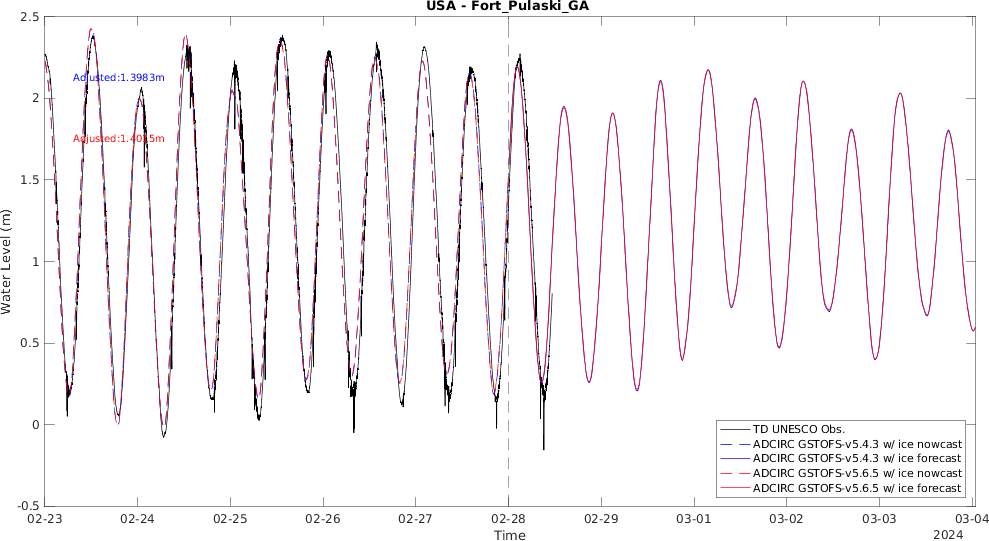 USA - Fort_Pulaski_GA
2.5
2
1.5
1
0.5
0
-0.5
Water Level (m)
Adjusted:1.3983m
Adjusted:1.4015m
TD UNESCO Obs.
ADCIRC GSTOFS-v5.4.3 w/ ice nowcast
ADCIRC GSTOFS-v5.4.3 w/ ice forecast
ADCIRC GSTOFS-v5.6.5 w/ ice nowcast
ADCIRC GSTOFS-v5.6.5 w/ ice forecast
02-23 02-24 02-25 02-26 02-27 02-28 02-29 03-01 03-02 03-03 03-04
Time
2024